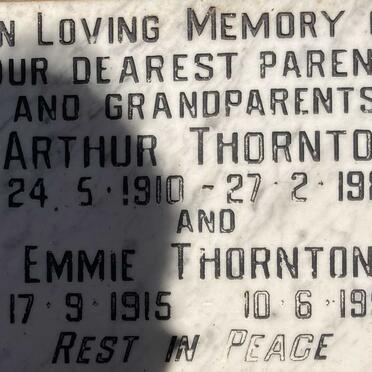 IN LOVING MEMORY
OUR DEAREST PAREN
AND GRANDPARENTS
ARTHUR THORNTO
24.5.1910 - 27.2.19
AND
EMMIE THORNTON
17.9.1915 10.6.19
REST IN PEACE